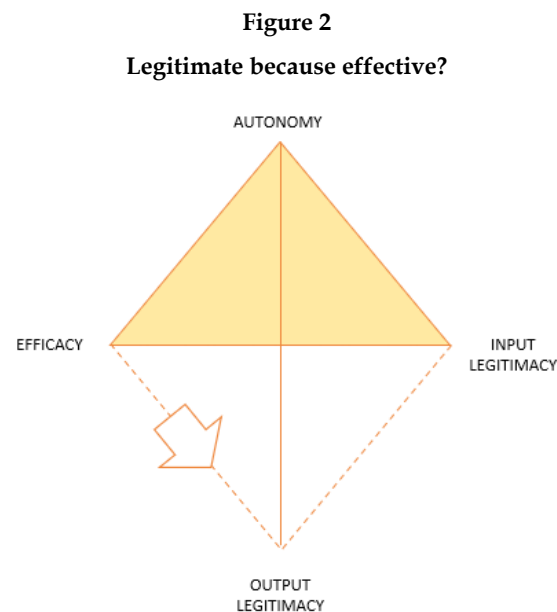 Figure 2
Legitimate because effective?
AUTONOMY
EFFICACY
INPUT
LEGITIMACY
OUTPUT
LEGITIMACY